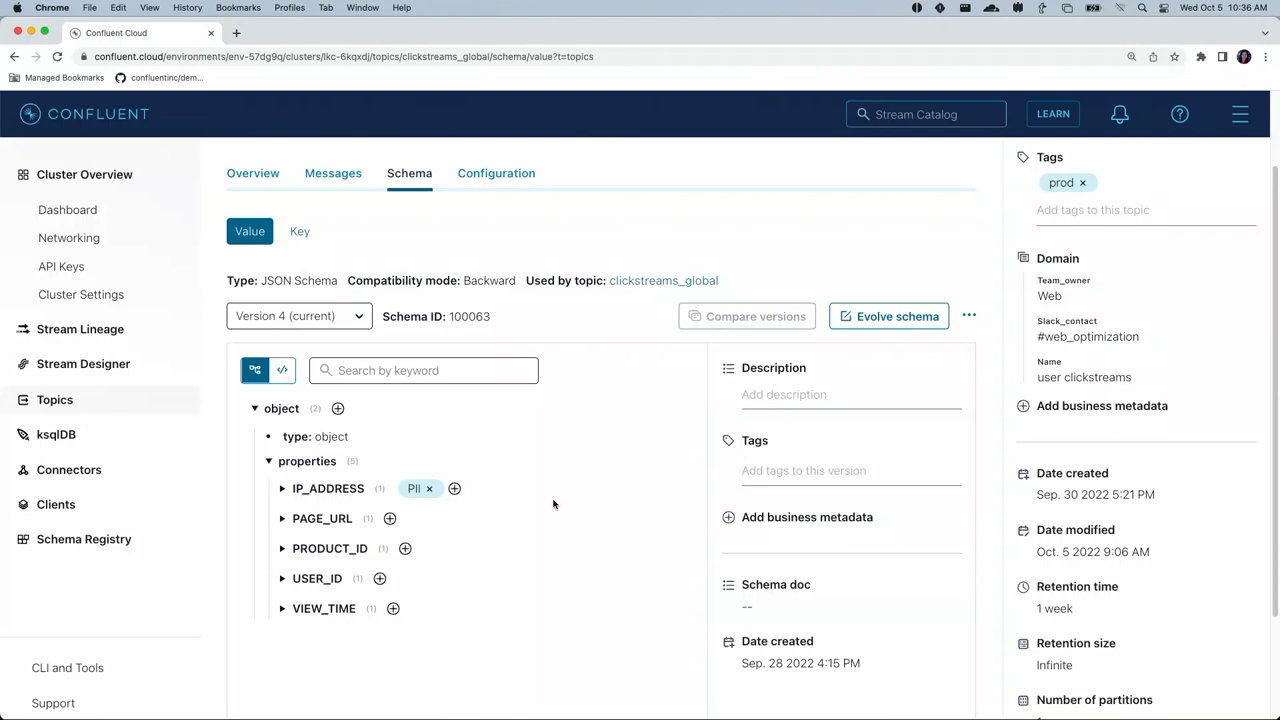 Chrome File Edit View History Bookmarks Profiles Tab Window Help Wed Oct 5 10:36 AM
Confluent Cloud
confluent.cloud/environments/env-57dg9q/clusters/lkc-6kqxdj/topics/clickstreams_global/schema/value?t=topics
Managed Bookmarks confluentinc/dem...
CONFLUENT Stream Catalog LEARN
Cluster Overview
Dashboard
Networking
API Keys
Cluster Settings
Stream Lineage
Stream Designer
Topics
ksqlDB
Connectors
Clients
Schema Registry
CLI and Tools
Support
Overview Messages Schema Configuration
Value Key
Type: JSON Schema Compatibility mode: Backward Used by topic: clickstreams_global
Version 4 (current) Schema ID: 100063 Compare versions Evolve schema ...
</> Search by keyword
object (2)
type: object
properties (5)
IP_ADDRESS (1) PII ×
PAGE_URL (1)
PRODUCT_ID (1)
USER_ID (1)
VIEW_TIME (1)
Description
Add description
Tags
Add tags to this version
Add business metadata
Schema doc
--
Date created
Sep. 28 2022 4:15 PM
Tags
prod ×
Add tags to this topic
Domain
Team_owner
Web
Slack_contact
#web_optimization
Name
user clickstreams
Add business metadata
Date created
Sep. 30 2022 5:21 PM
Date modified
Oct. 5 2022 9:06 AM
Retention time
1 week
Retention size
Infinite
Number of partitions